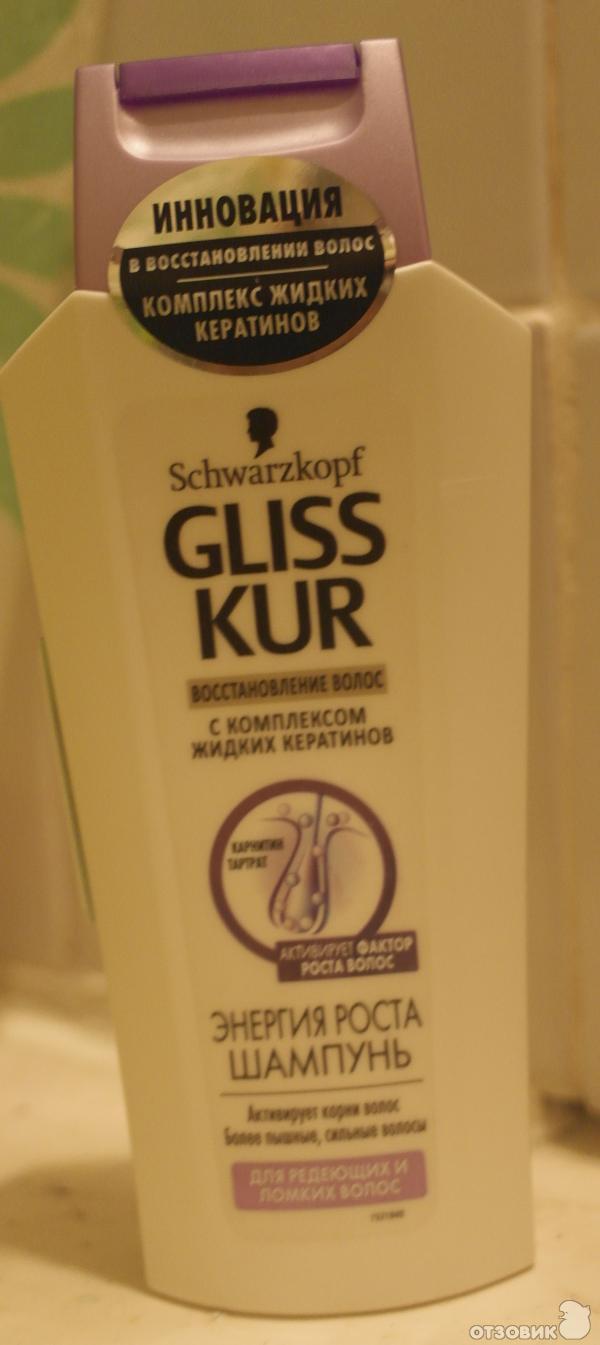 ИННОВАЦИЯ
В ВОССТАНОВЛЕНИИ ВОЛОС
КОМПЛЕКС ЖИДКИХ
КЕРАТИНОВ
Schwarzkopf
GLISS
KUR
ВОССТАНОВЛЕНИЕ ВОЛОС
С КОМПЛЕКСОМ
ЖИДКИХ КЕРАТИНОВ
КАРНИТИН
ТАРТРАТ
АКТИВИРУЕТ ФАКТОР
РОСТА ВОЛОС
ЭНЕРГИЯ РОСТА
ШАМПУНЬ
Активирует корни волос
Более пышные, сильные волосы
ДЛЯ РЕДЕЮЩИХ И
ЛОМКИХ ВОЛОС
ОТЗОВИК